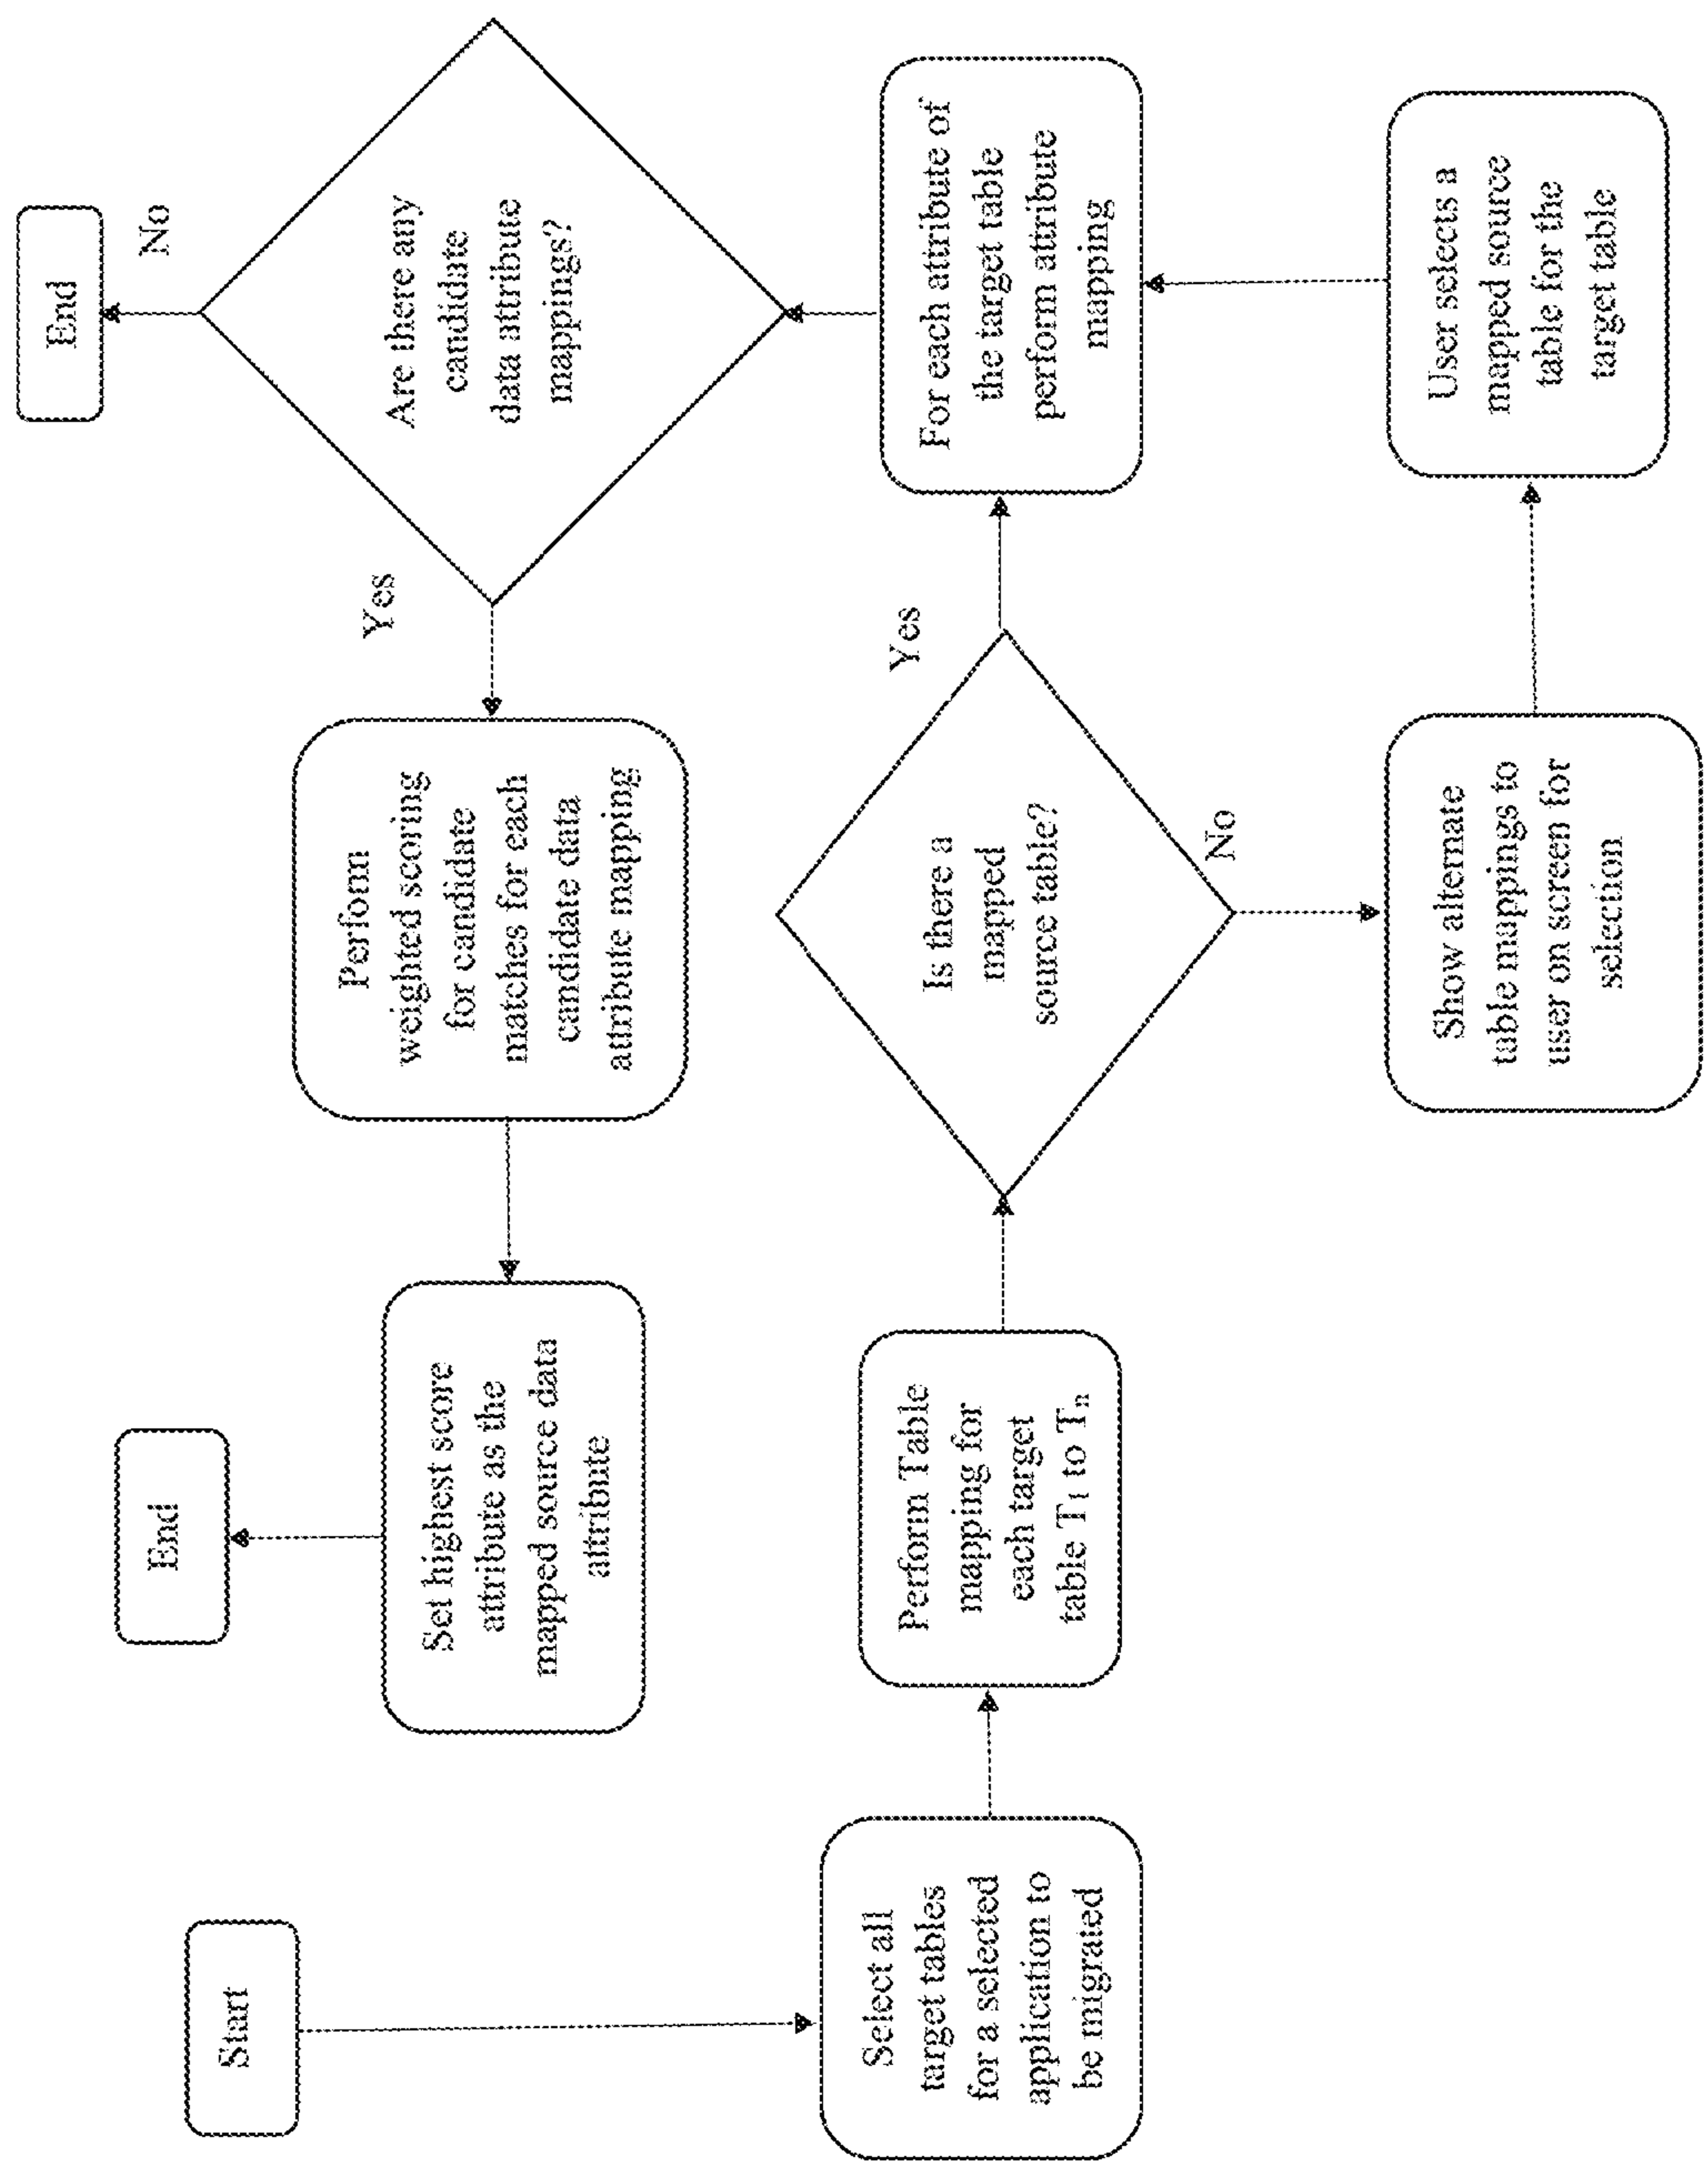 Start
Select all
target tables
for a selected
application to
be migrated
Perform Table
mapping for
each target
table T₁ to Tₙ
Is there a
mapped
source table?
Yes
No
Show alternate
table mappings to
user on screen for
selection
User selects a
mapped source
table for the
target table
For each attribute of
the target table
perform attribute
mapping
Are there any
candidate
data attribute
mappings?
No
End
Yes
Perfom
weighted scoring
for candidate
matches for each
candidate data
attribute mapping
Set highest score
attribute as the
mapped source data
attribute
End